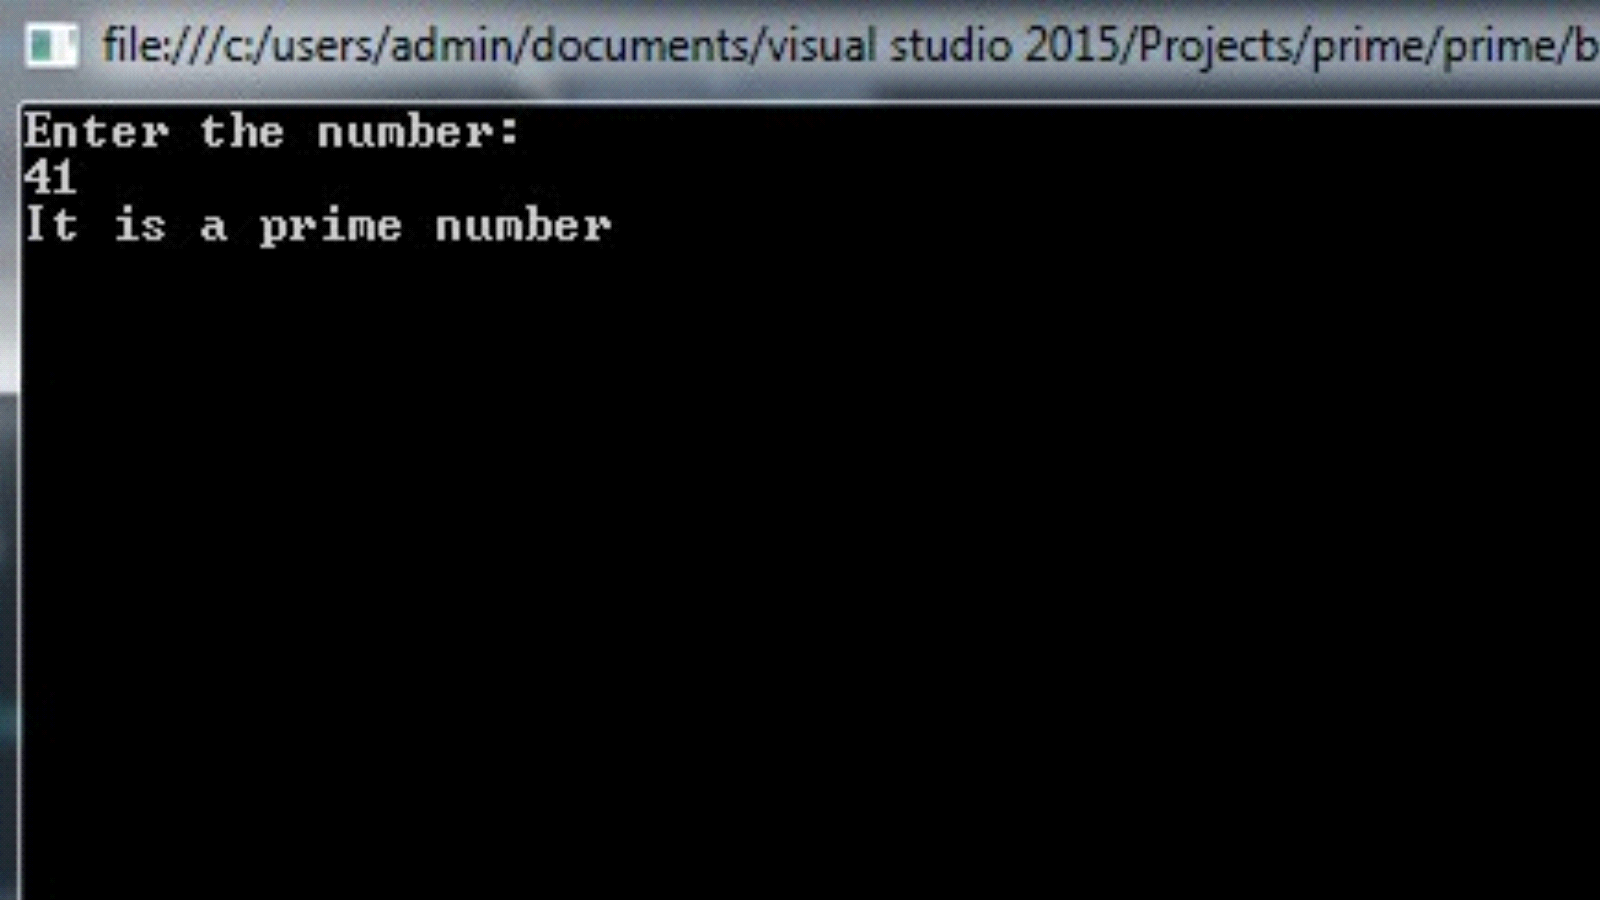 file:///c:/users/admin/documents/visual studio 2015/Projects/prime/prime/b
Enter the number:
41
It is a prime number